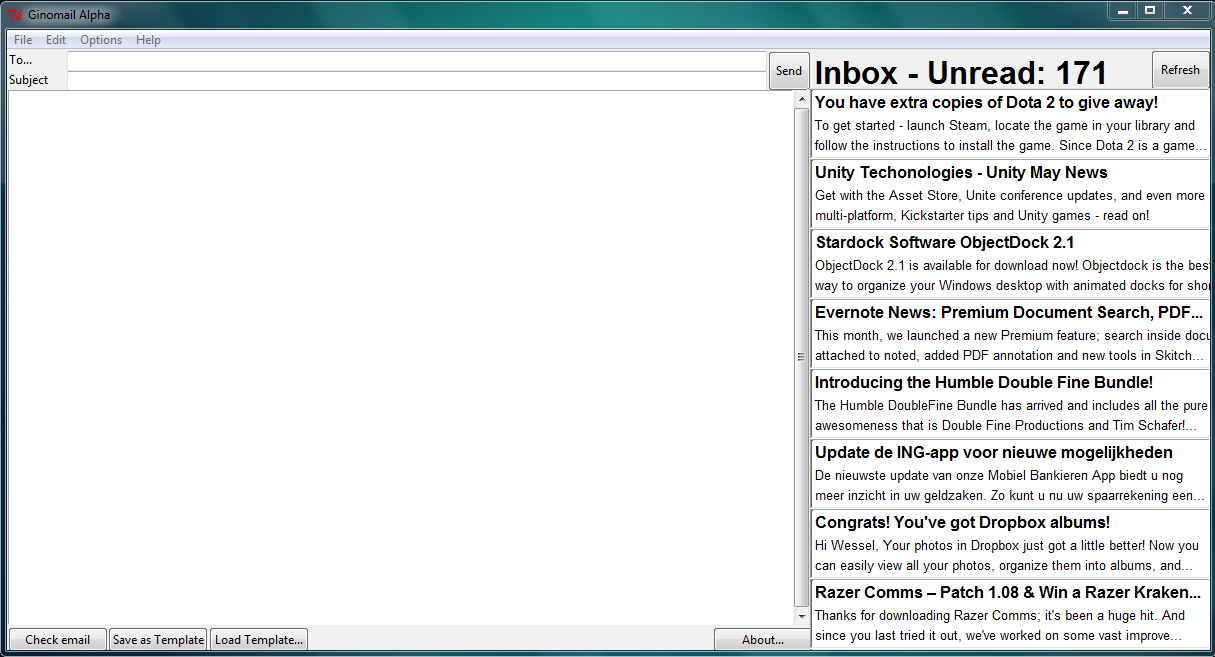 Ginomail Alpha
File Edit Options Help
To...
Subject
Send
Inbox - Unread: 171
Refresh
You have extra copies of Dota 2 to give away!
To get started - launch Steam, locate the game in your library and
follow the instructions to install the game. Since Dota 2 is a game...
Unity Techonologies - Unity May News
Get with the Asset Store, Unite conference updates, and even more
multi-platform, Kickstarter tips and Unity games - read on!
Stardock Software ObjectDock 2.1
ObjectDock 2.1 is available for download now! Objectdock is the best
way to organize your Windows desktop with animated docks for shor
Evernote News: Premium Document Search, PDF...
This month, we launched a new Premium feature; search inside docu
attached to noted, added PDF annotation and new tools in Skitch...
Introducing the Humble Double Fine Bundle!
The Humble DoubleFine Bundle has arrived and includes all the pure
awesomeness that is Double Fine Productions and Tim Schafer!...
Update de ING-app voor nieuwe mogelijkheden
De nieuwste update van onze Mobiel Bankieren App biedt u nog
meer inzicht in uw geldzaken. Zo kunt u nu uw spaarrekening een...
Congrats! You've got Dropbox albums!
Hi Wessel, Your photos in Dropbox just got a little better! Now you
can easily view all your photos, organize them into albums, and...
Razer Comms – Patch 1.08 & Win a Razer Kraken...
Thanks for downloading Razer Comms; it's been a huge hit. And
since you last tried it out, we've worked on some vast improve...
Check email
Save as Template
Load Template...
About...